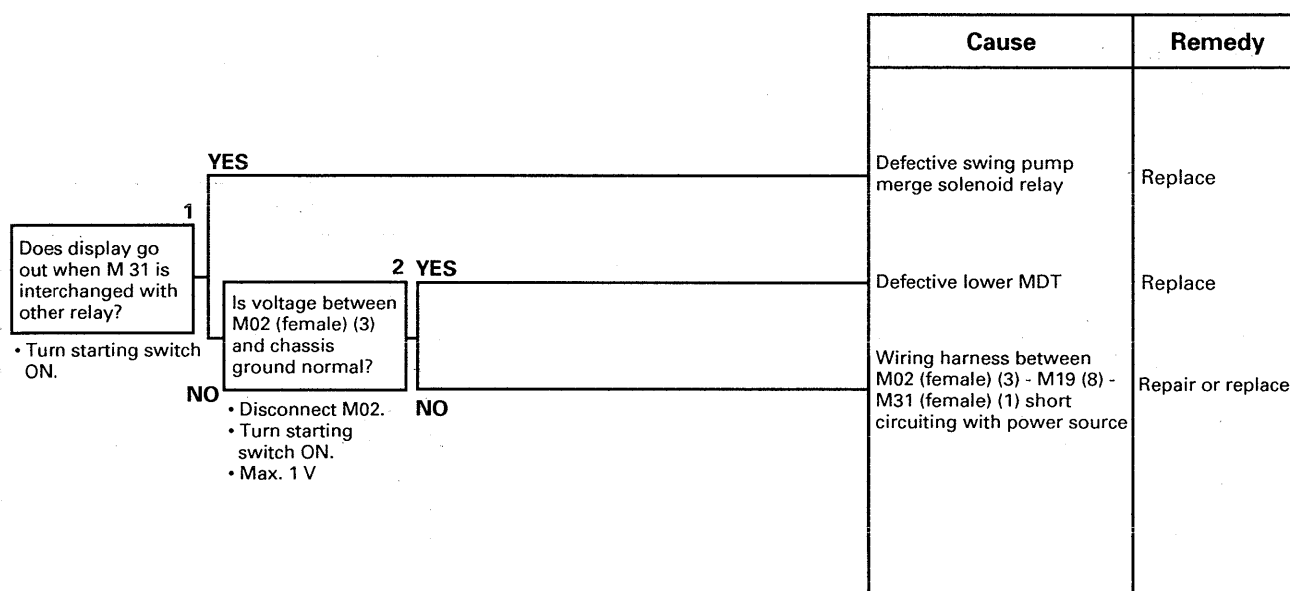 Cause
Remedy
YES
Defective swing pump
merge solenoid relay
Replace
1
Does display go
out when M 31 is
interchanged with
other relay?
• Turn starting switch
ON.
2 YES
Is voltage between
M02 (female) (3)
and chassis
ground normal?
Defective lower MDT
Replace
NO
• Disconnect M02.
• Turn starting
switch ON.
• Max. 1 V
NO
Wiring harness between
M02 (female) (3) - M19 (8) -
M31 (female) (1) short
circuiting with power source
Repair or replace